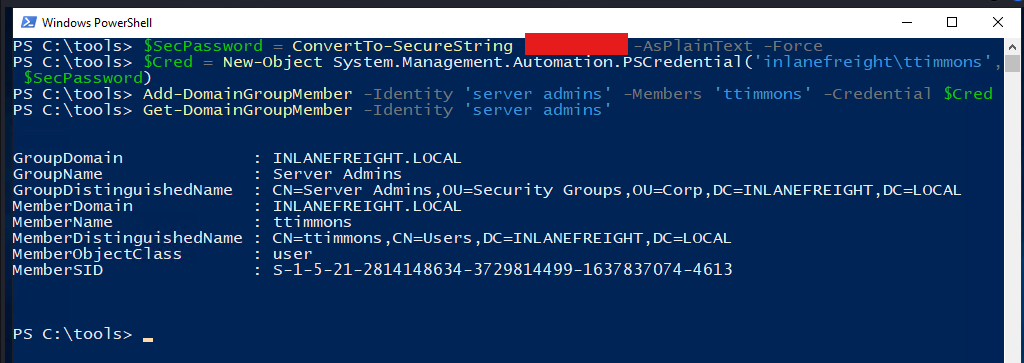 Windows PowerShell
PS C:\tools> $SecPassword = ConvertTo-SecureString -AsPlainText -Force
PS C:\tools> $Cred = New-Object System.Management.Automation.PSCredential('inlanefreight\ttimmons',
$SecPassword)
PS C:\tools> Add-DomainGroupMember -Identity 'server admins' -Members 'ttimmons' -Credential $Cred
PS C:\tools> Get-DomainGroupMember -Identity 'server admins'
GroupDomain : INLANEFREIGHT.LOCAL
GroupName : Server Admins
GroupDistinguishedName : CN=Server Admins,OU=Security Groups,OU=Corp,DC=INLANEFREIGHT,DC=LOCAL
MemberDomain : INLANEFREIGHT.LOCAL
MemberName : ttimmons
MemberDistinguishedName : CN=ttimmons,CN=Users,DC=INLANEFREIGHT,DC=LOCAL
MemberObjectClass : user
MemberSID : S-1-5-21-2814148634-3729814499-1637837074-4613
PS C:\tools>